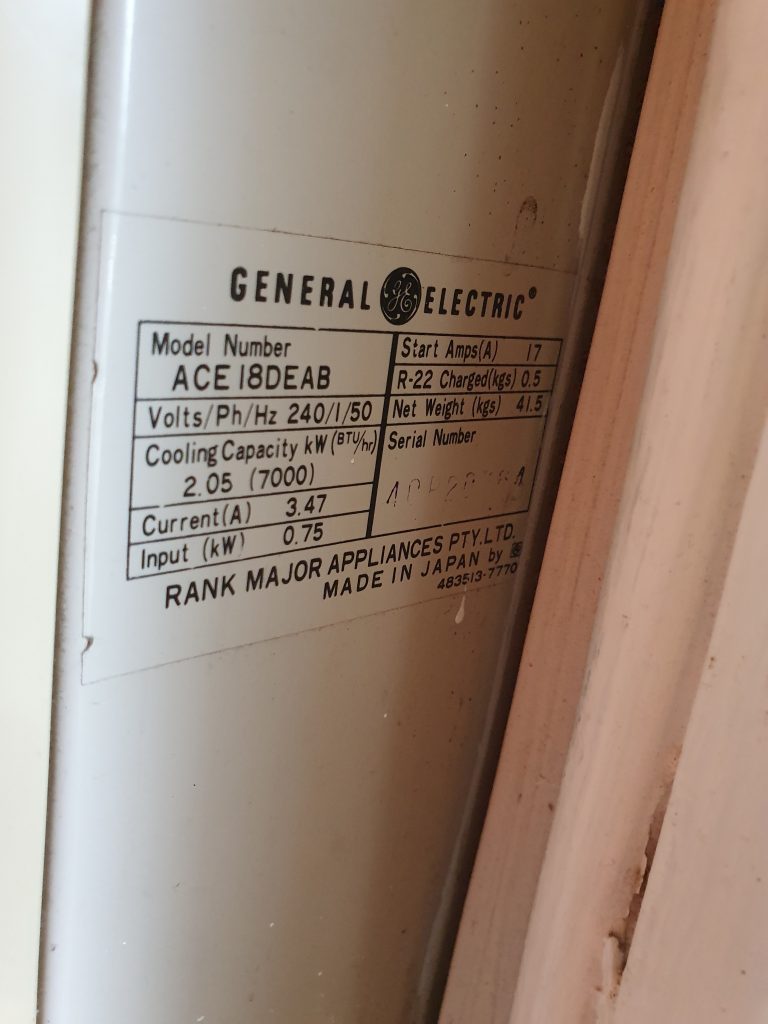 GENERAL GE ELECTRIC®
Model Number
ACE18DEAB
Volts/Ph/Hz 240/1/50
Cooling Capacity kW (BTU/hr)
2.05 (7000)
Current(A) 3.47
Input (kW) 0.75
Start Amps(A) 17
R-22 Charged(kgs) 0.5
Net Weight (kgs) 41.5
Serial Number
RANK MAJOR APPLIANCES PTY.LTD.
MADE IN JAPAN by
483513-7770